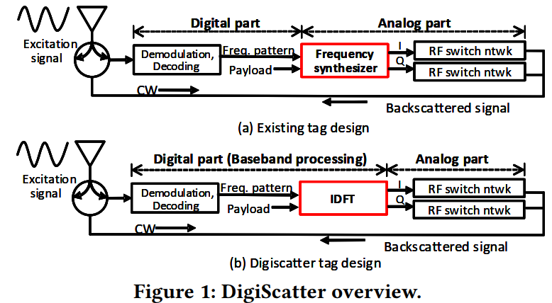 Digital part
Analog part
Excitation
signal
Demodulation,
Decoding
Freq. pattern
Payload
Frequency
synthesizer
I
Q
RF switch ntwk
RF switch ntwk
CW
Backscattered signal
(a) Existing tag design
Digital part (Baseband processing)
Analog part
Excitation
signal
Demodulation,
Decoding
Freq. pattern
Payload
IDFT
I
Q
RF switch ntwk
RF switch ntwk
CW
Backscattered signal
(b) Digiscatter tag design
Figure 1: DigiScatter overview.